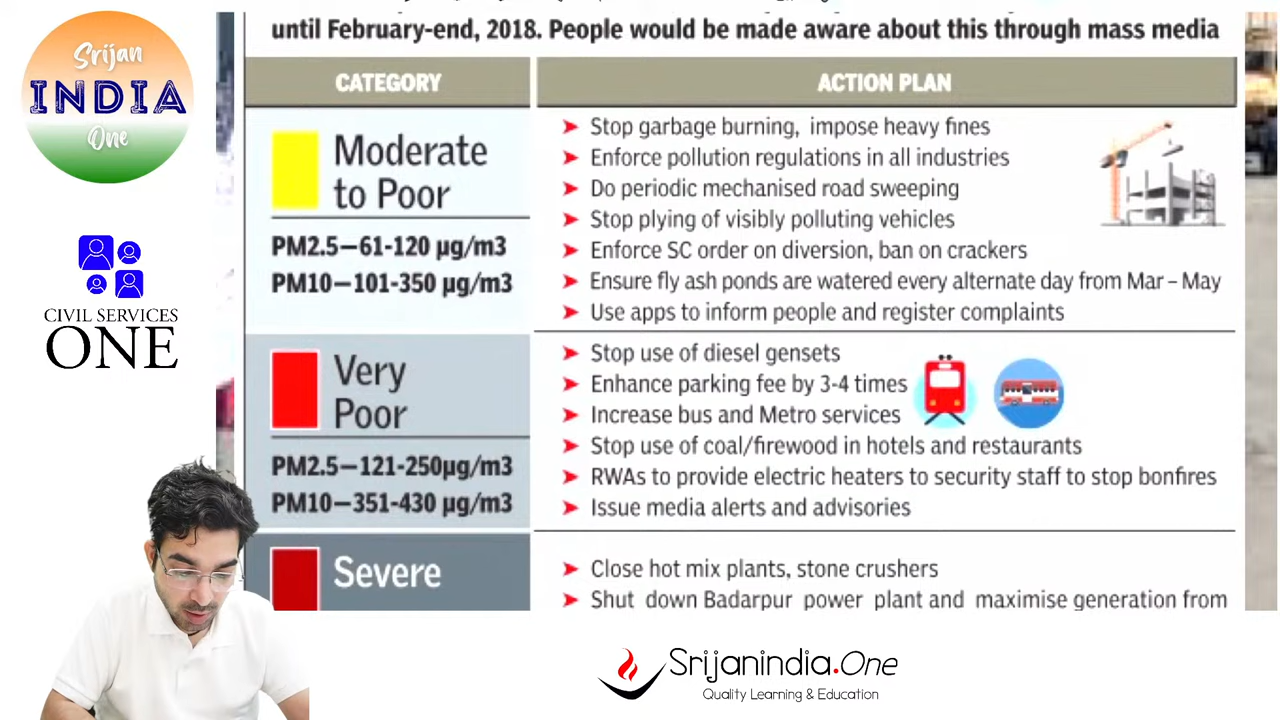 Srijan
INDIA
One
CIVIL SERVICES
ONE
until February-end, 2018. People would be made aware about this through mass media
CATEGORY
ACTION PLAN
Moderate
to Poor
PM2.5—61-120 µg/m3
PM10—101-350 µg/m3
➤ Stop garbage burning, impose heavy fines
➤ Enforce pollution regulations in all industries
➤ Do periodic mechanised road sweeping
➤ Stop plying of visibly polluting vehicles
➤ Enforce SC order on diversion, ban on crackers
➤ Ensure fly ash ponds are watered every alternate day from Mar – May
➤ Use apps to inform people and register complaints
Very
Poor
PM2.5—121-250µg/m3
PM10—351-430 µg/m3
➤ Stop use of diesel gensets
➤ Enhance parking fee by 3-4 times
➤ Increase bus and Metro services
➤ Stop use of coal/firewood in hotels and restaurants
➤ RWAs to provide electric heaters to security staff to stop bonfires
➤ Issue media alerts and advisories
Severe
➤ Close hot mix plants, stone crushers
➤ Shut down Badarpur power plant and maximise generation from
Srijanindia.One
Quality Learning & Education